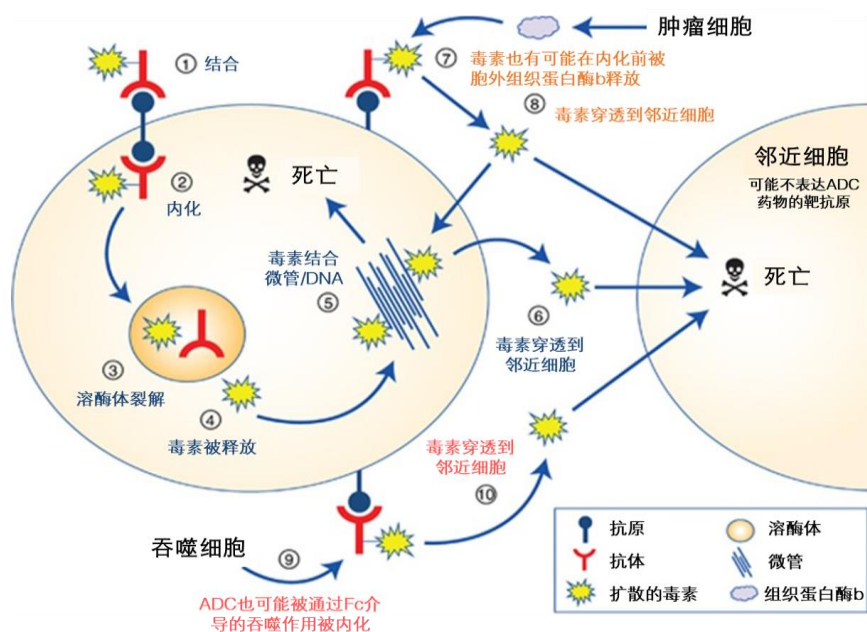 肿瘤细胞
① 结合
⑦ 毒素也有可能在内化前被
胞外组织蛋白酶b释放
⑧ 毒素穿透到邻近细胞
② 内化
死亡
邻近细胞
可能不表达ADC
药物的靶抗原
毒素结合
微管/DNA
⑤
死亡
⑥
毒素穿透到
邻近细胞
③
溶酶体裂解
④
毒素被释放
毒素穿透到
邻近细胞
⑩
吞噬细胞
⑨
ADC也可能被通过Fc介
导的吞噬作用被内化
抗原
溶酶体
抗体
微管
扩散的毒素
组织蛋白酶b